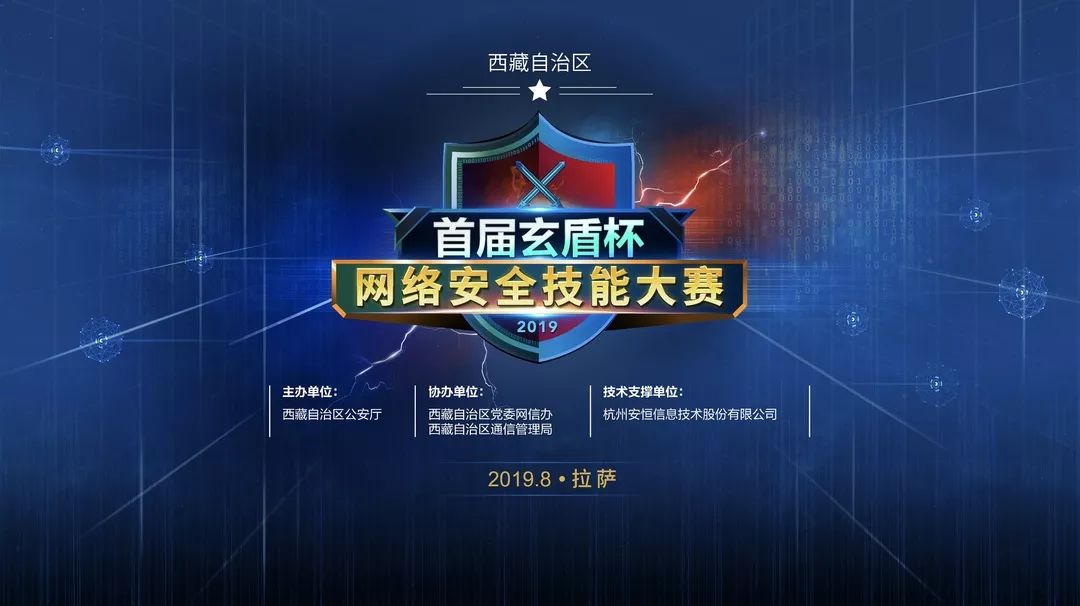 西藏自治区
首届玄盾杯
网络安全技能大赛
2019
主办单位:
西藏自治区公安厅
协办单位:
西藏自治区党委网信办
西藏自治区通信管理局
技术支撑单位:
杭州安恒信息技术股份有限公司
2019.8•拉萨